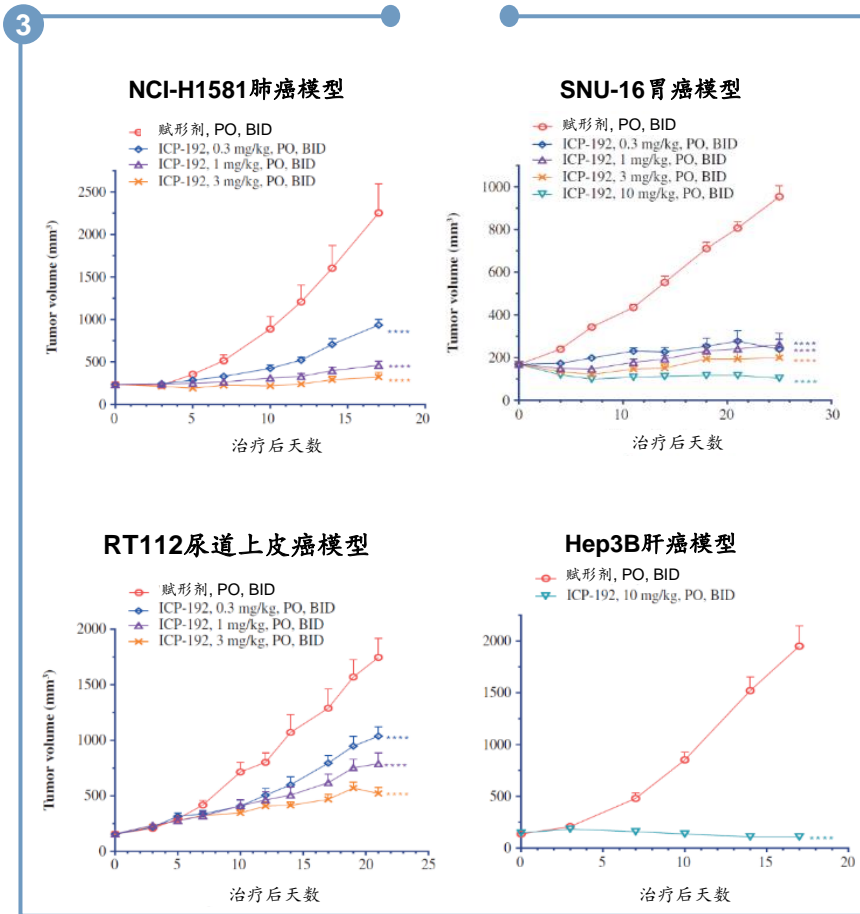 3
NCI-H1581肺癌模型
赋形剂, PO, BID
ICP-192, 0.3 mg/kg, PO, BID
ICP-192, 1 mg/kg, PO, BID
ICP-192, 3 mg/kg, PO, BID
Tumor volume (mm³)
2500
2000
1500
1000
500
0
0 5 10 15 20
****
****
****
治疗后天数
SNU-16胃癌模型
赋形剂, PO, BID
ICP-192, 0.3 mg/kg, PO, BID
ICP-192, 1 mg/kg, PO, BID
ICP-192, 3 mg/kg, PO, BID
ICP-192, 10 mg/kg, PO, BID
Tumor volume (mm³)
1000
800
600
400
200
0
0 10 20 30
****
****
****
****
治疗后天数
RT112尿道上皮癌模型
赋形剂, PO, BID
ICP-192, 0.3 mg/kg, PO, BID
ICP-192, 1 mg/kg, PO, BID
ICP-192, 3 mg/kg, PO, BID
Tumor volume (mm³)
2000
1500
1000
500
0
0 5 10 15 20 25
****
****
****
治疗后天数
Hep3B肝癌模型
赋形剂, PO, BID
ICP-192, 10 mg/kg, PO, BID
Tumor volume (mm³)
2000
1500
1000
500
0
0 5 10 15 20
****
治疗后天数